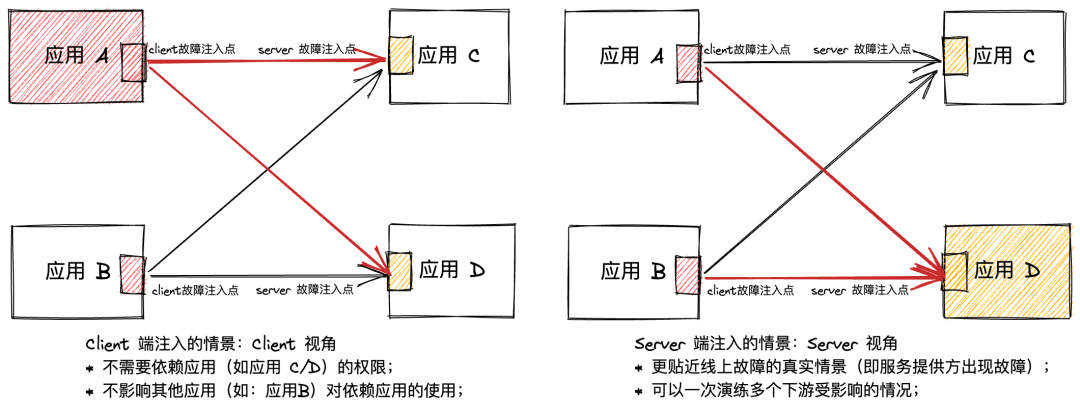 应用 A
client故障注入点
server 故障注入点
应用 C
应用 B
client故障注入点
server 故障注入点
应用 D
Client 端注入的情景: Client 视角
* 不需要依赖应用（如应用 C/D）的权限;
* 不影响其他应用（如: 应用B）对依赖应用的使用;
应用 A
client故障注入点
server 故障注入点
应用 C
应用 B
client故障注入点
server 故障注入点
应用 D
Server 端注入的情景: Server 视角
* 更贴近线上故障的真实情景（即服务提供方出现故障）;
* 可以一次演练多个下游受影响的情况;